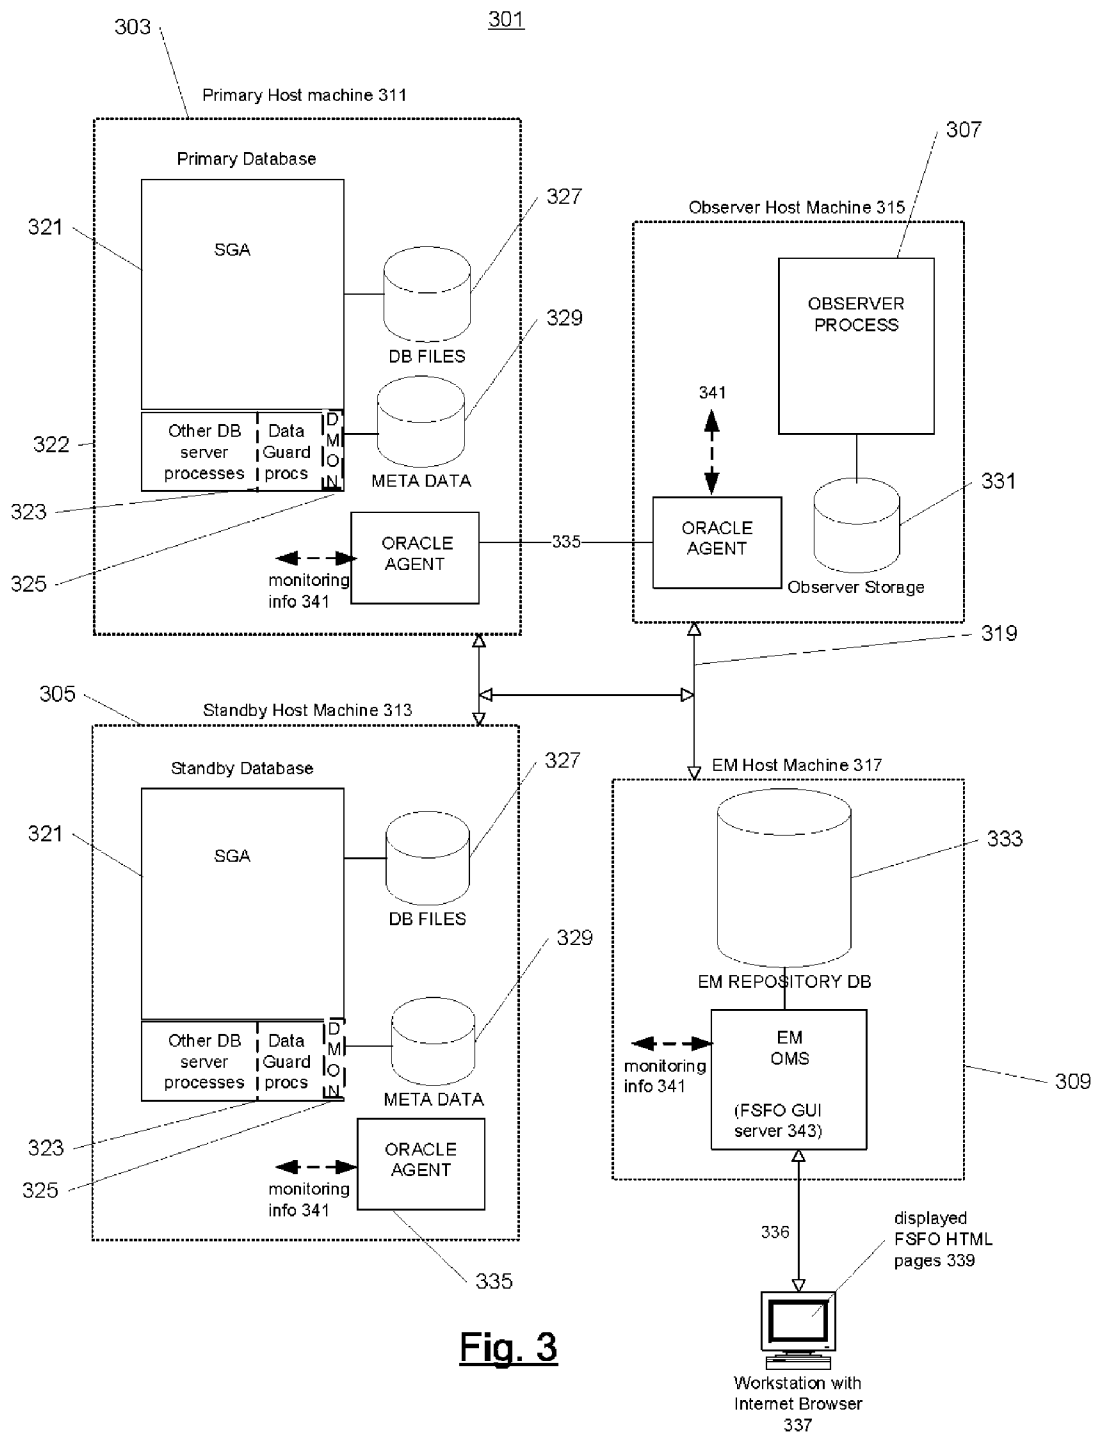 301
303
Primary Host machine 311
Primary Database
321
SGA
327
DB FILES
329
322
Other DB
server
processes
Data
Guard
procs
D
M
O
N
META DATA
323
325
ORACLE
AGENT
monitoring
info 341
335
307
Observer Host Machine 315
OBSERVER
PROCESS
341
331
ORACLE
AGENT
Observer Storage
319
305
Standby Host Machine 313
Standby Database
321
SGA
327
DB FILES
329
Other DB
server
processes
Data
Guard
procs
D
M
O
N
META DATA
323
325
ORACLE
AGENT
monitoring
info 341
335
EM Host Machine 317
333
EM REPOSITORY DB
EM
OMS
monitoring
info 341
(FSFO GUI
server 343)
309
336
displayed
FSFO HTML
pages 339
Workstation with
Internet Browser
337
Fig. 3